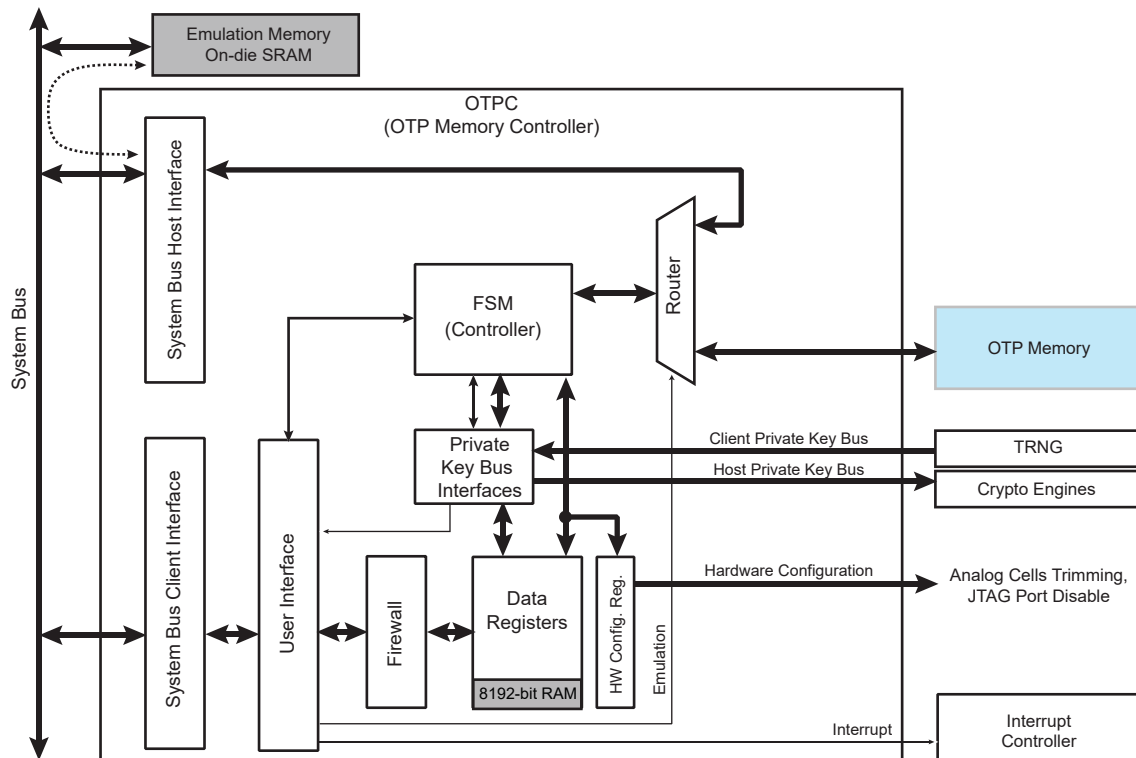 Emulation Memory
On-die SRAM
OTPC
(OTP Memory Controller)
System Bus
System Bus Host Interface
FSM
(Controller)
Router
OTP Memory
Private
Key Bus
Interfaces
Client Private Key Bus
TRNG
Host Private Key Bus
Crypto Engines
System Bus Client Interface
User Interface
Firewall
Data
Registers
8192-bit RAM
HW Config. Reg.
Hardware Configuration
Analog Cells Trimming,
JTAG Port Disable
Emulation
Interrupt
Interrupt
Controller